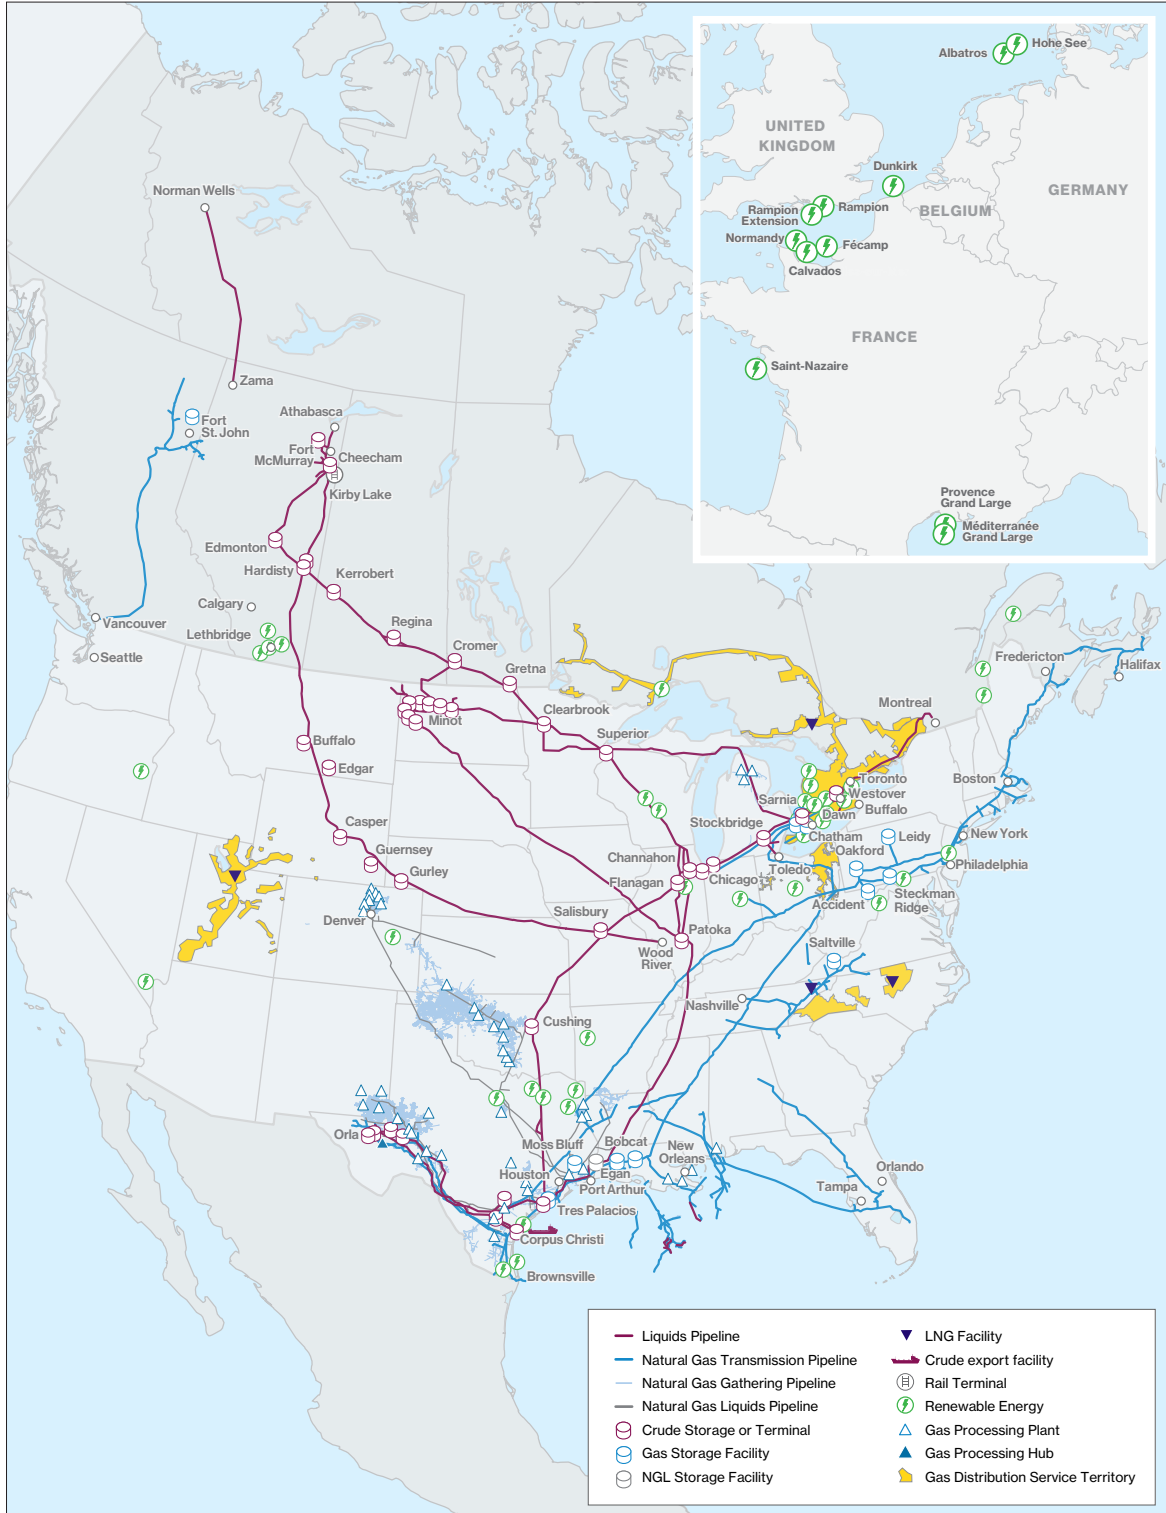 Albatros
Hohe See
UNITED
KINGDOM
Dunkirk
GERMANY
Rampion
Extension
Rampion
BELGIUM
Normandy
Fécamp
Calvados
FRANCE
Saint-Nazaire
Provence
Grand Large
Méditerranée
Grand Large
Norman Wells
Zama
Fort
St. John
Athabasca
Fort
McMurray
Cheecham
Kirby Lake
Edmonton
Hardisty
Kerrobert
Calgary
Lethbridge
Vancouver
Seattle
Regina
Cromer
Gretna
Minot
Clearbrook
Superior
Fredericton
Halifax
Montreal
Buffalo
Edgar
Casper
Guernsey
Gurley
Denver
Toronto
Westover
Buffalo
Sarnia
Dawn
Boston
Stockbridge
Chatham
Oakford
Leidy
New York
Channahon
Toledo
Philadelphia
Chicago
Flanagan
Accident
Steckman
Ridge
Salisbury
Patoka
Wood
River
Saltville
Nashville
Cushing
Orla
Moss Bluff
Bobcat
New
Orleans
Houston
Egan
Port Arthur
Orlando
Tampa
Tres Palacios
Corpus Christi
Brownsville
Liquids Pipeline
Natural Gas Transmission Pipeline
Natural Gas Gathering Pipeline
Natural Gas Liquids Pipeline
Crude Storage or Terminal
Gas Storage Facility
NGL Storage Facility
LNG Facility
Crude export facility
Rail Terminal
Renewable Energy
Gas Processing Plant
Gas Processing Hub
Gas Distribution Service Territory